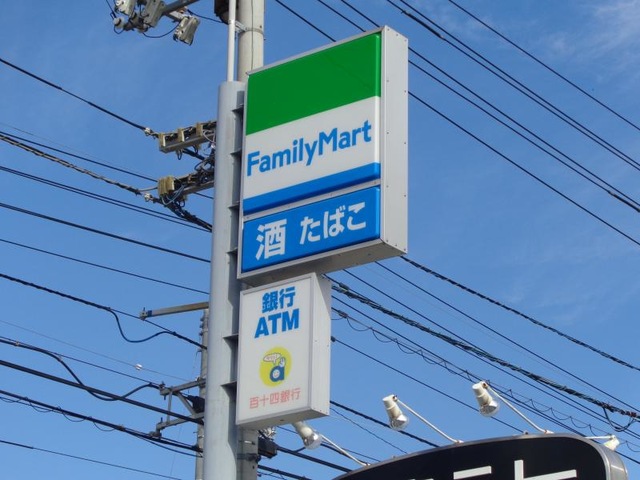 FamilyMart
酒 たばこ
銀行
ATM
a
百十四銀行